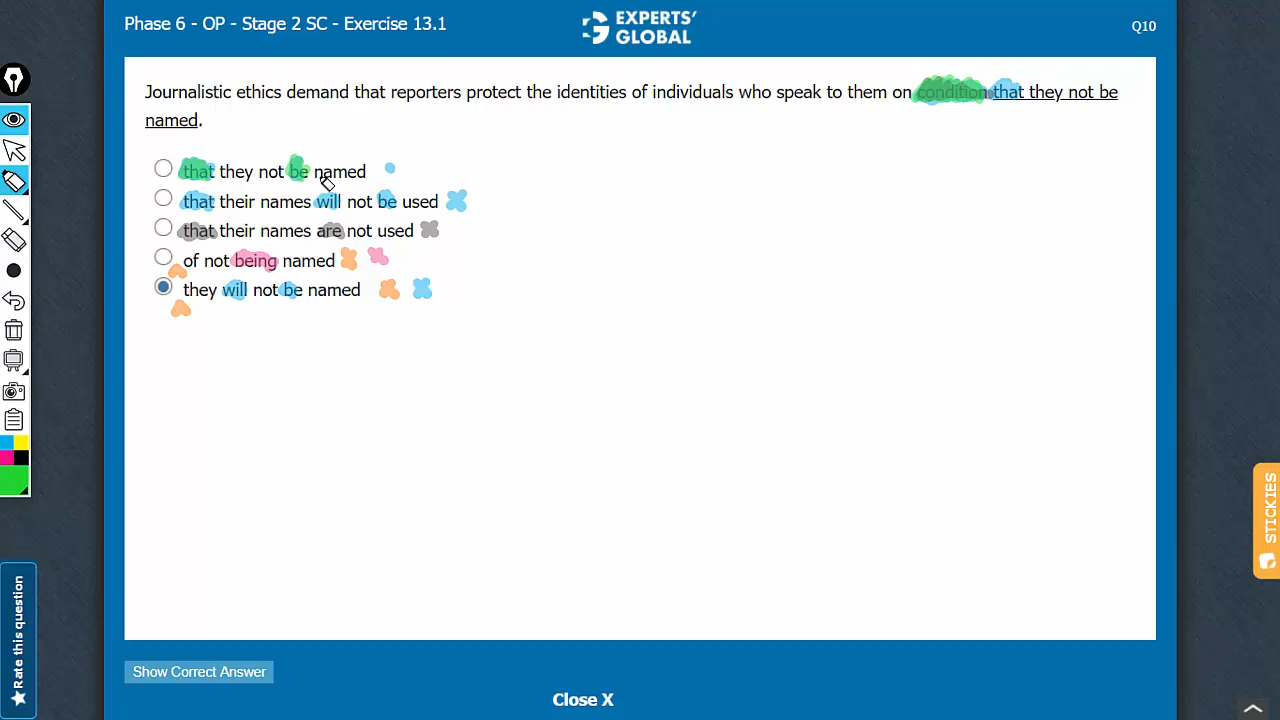 Phase 6 - OP - Stage 2 SC - Exercise 13.1
EXPERTS'
GLOBAL
Q10
Journalistic ethics demand that reporters protect the identities of individuals who speak to them on condition that they not be
named.
that they not be named
that their names will not be used
that their names are not used
of not being named
they will not be named
STICKIES
Rate this question
Show Correct Answer
Close X